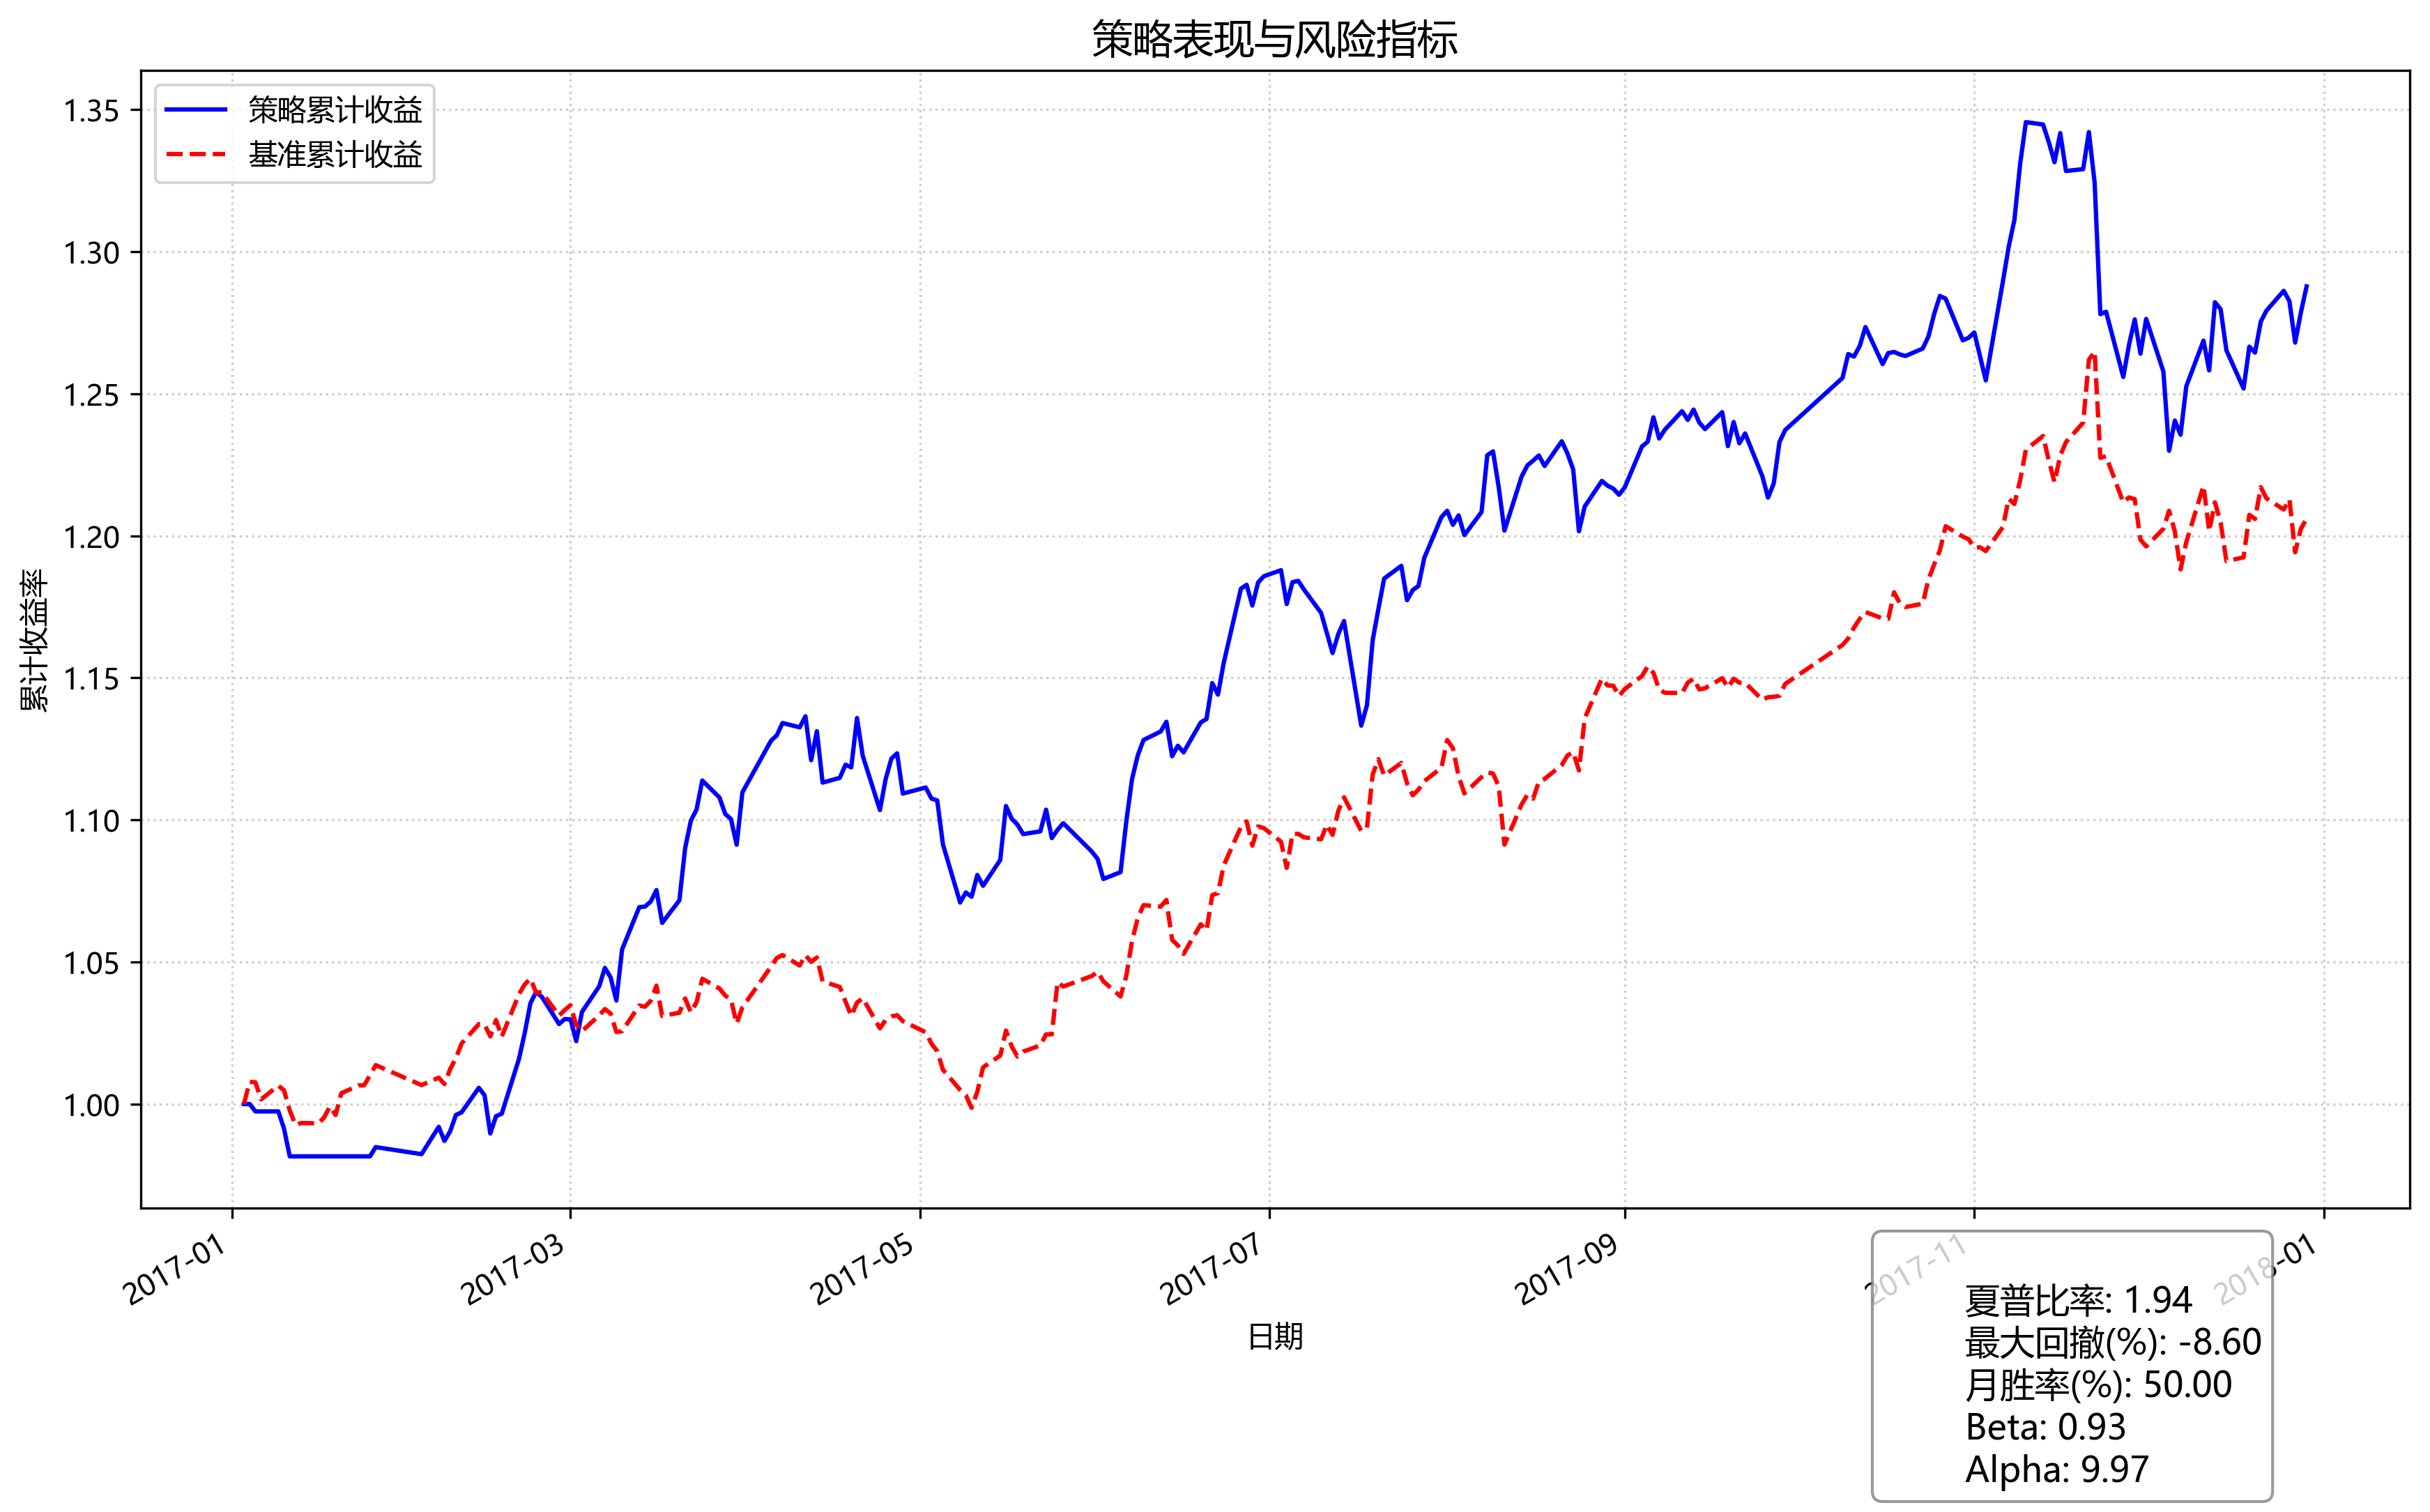 策略表现与风险指标
策略累计收益
基准累计收益
累计收益率
1.35
1.30
1.25
1.20
1.15
1.10
1.05
1.00
2017-01
2017-03
2017-05
2017-07
2017-09
2017-11
2018-01
日期
夏普比率: 1.94
最大回撤(%): -8.60
月胜率(%): 50.00
Beta: 0.93
Alpha: 9.97